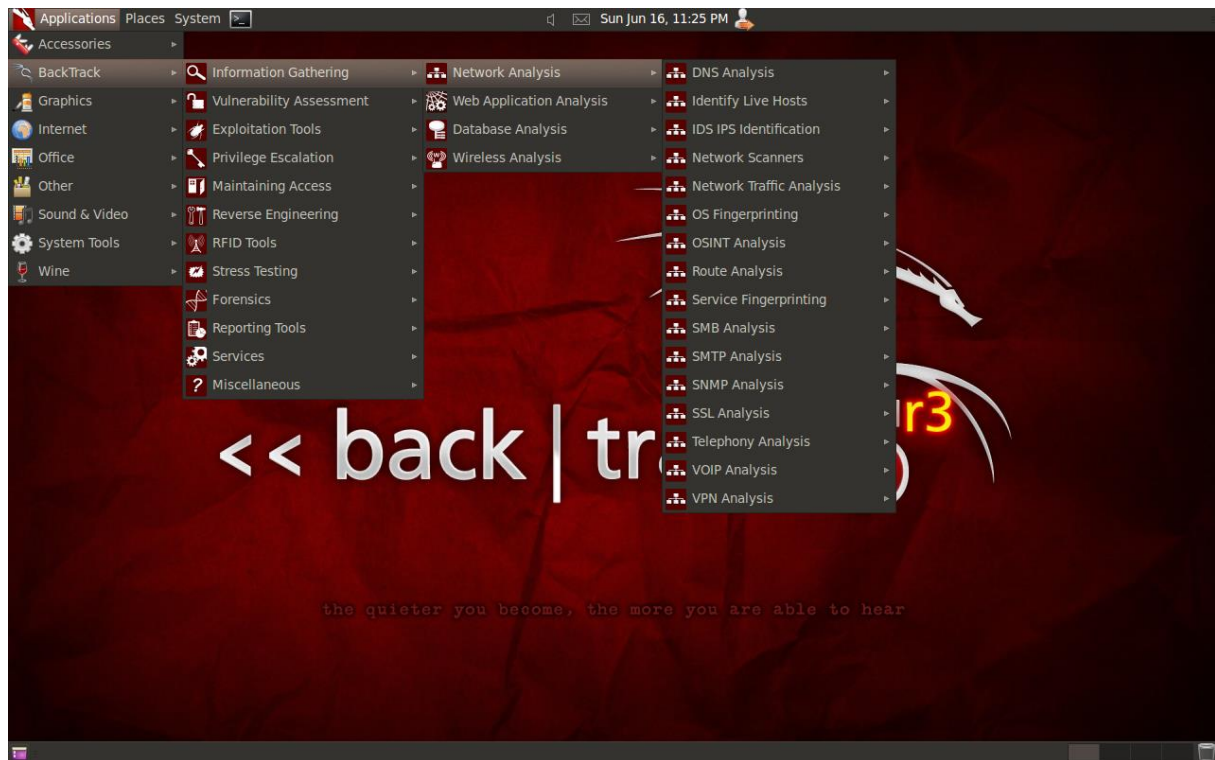 Applications Places System Sun Jun 16, 11:25 PM
Accessories
BackTrack
Graphics
Internet
Office
Other
Sound & Video
System Tools
Wine
Information Gathering
Vulnerability Assessment
Exploitation Tools
Privilege Escalation
Maintaining Access
Reverse Engineering
RFID Tools
Stress Testing
Forensics
Reporting Tools
Services
Miscellaneous
Network Analysis
Web Application Analysis
Database Analysis
Wireless Analysis
DNS Analysis
Identify Live Hosts
IDS IPS Identification
Network Scanners
Network Traffic Analysis
OS Fingerprinting
OSINT Analysis
Route Analysis
Service Fingerprinting
SMB Analysis
SMTP Analysis
SNMP Analysis
SSL Analysis
Telephony Analysis
VOIP Analysis
VPN Analysis
<< back | tr
r3
the quieter you become, the more you are able to hear